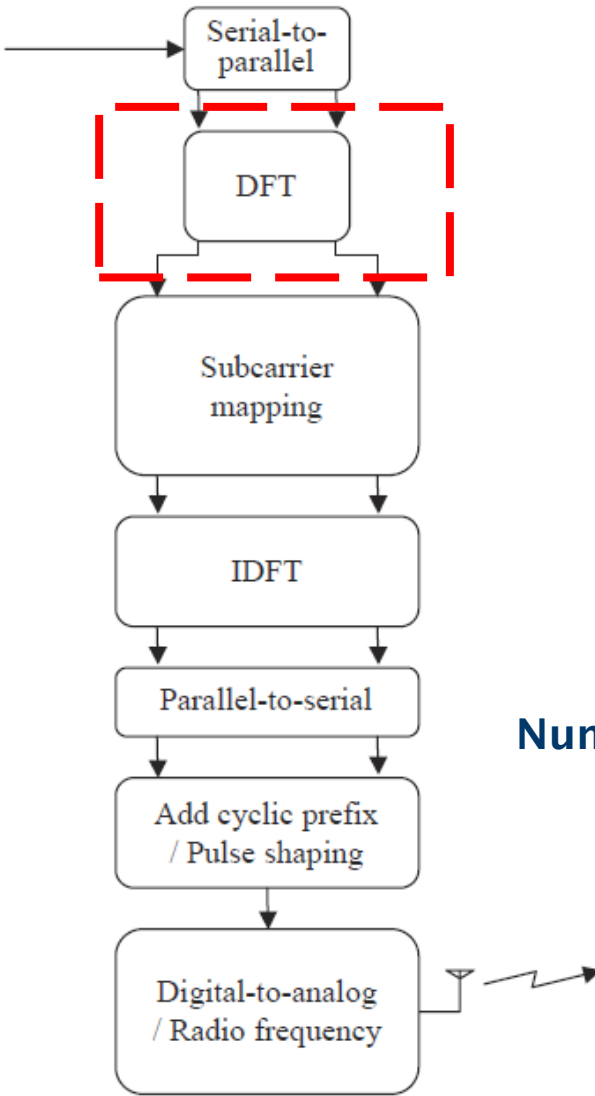 Serial-to-
parallel
DFT
Subcarrier
mapping
IDFT
Parallel-to-serial
Add cyclic prefix
/ Pulse shaping
Digital-to-analog
/ Radio frequency